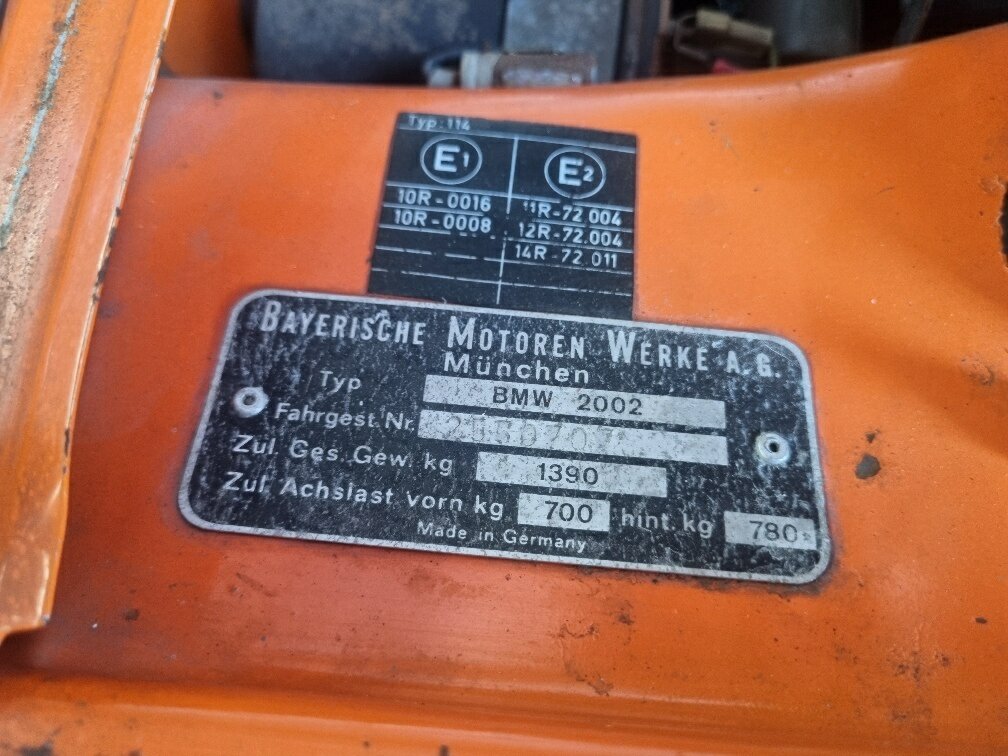 Typ: 114
E1 E2
10R-0016 11R-72.004
10R-0008 12R-72.004
14R-72.011
BAYERISCHE MOTOREN WERKE A.G.
München
Typ BMW 2002
Fahrgest. Nr.
Zul. Ges. Gew. kg 1390
Zul. Achslast vorn kg 700 hint. kg 780
Made in Germany